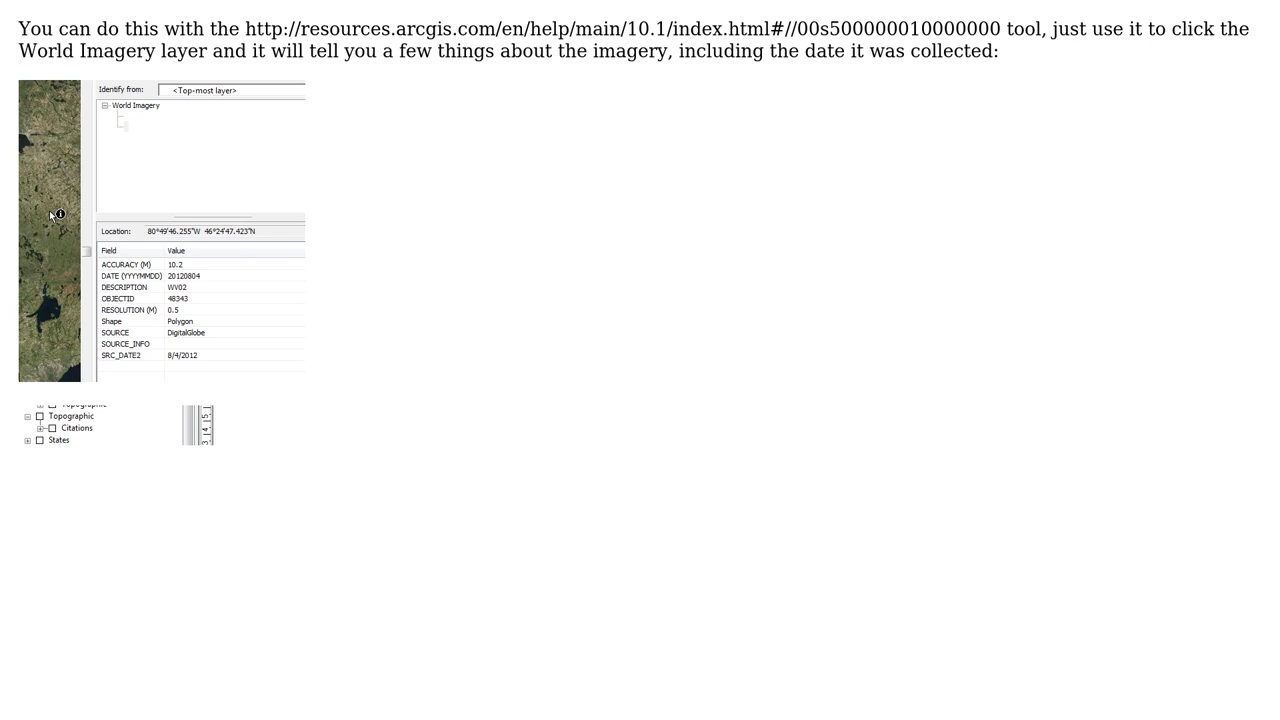 You can do this with the http://resources.arcgis.com/en/help/main/10.1/index.html#//00s500000010000000 tool, just use it to click the
World Imagery layer and it will tell you a few things about the imagery, including the date it was collected:
Identify from: <Top-most layer>
World Imagery
Location: 80°49'46.255"W 46°24'47.423"N
Field Value
ACCURACY (M) 10.2
DATE (YYYYMMDD) 20120804
DESCRIPTION WV02
OBJECTID 48343
RESOLUTION (M) 0.5
Shape Polygon
SOURCE DigitalGlobe
SOURCE_INFO
SRC_DATE2 8/4/2012
Topographic
Topographic
Citations
States
3 4 5